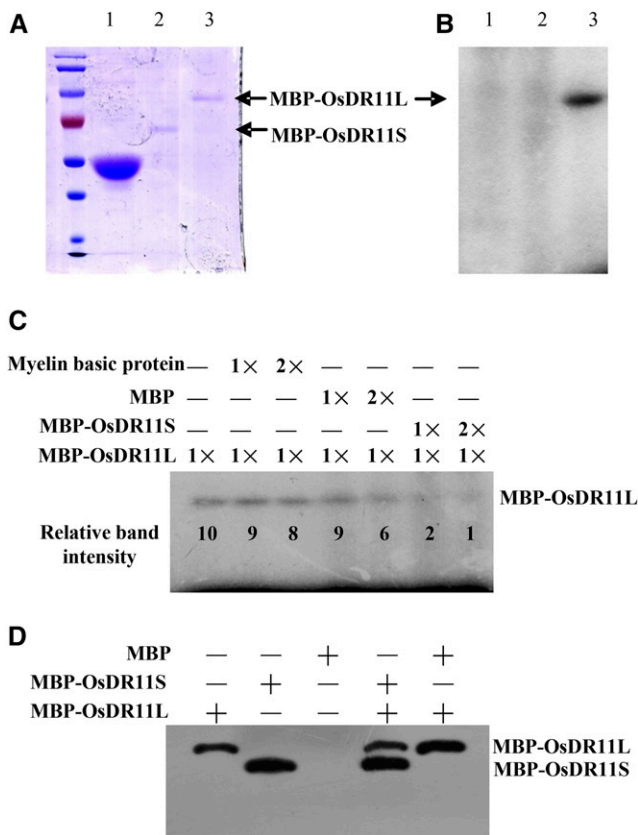 A 1 2 3 B 1 2 3
MBP-OsDR11L
MBP-OsDR11S
C
Myelin basic protein — 1× 2× — — — —
MBP — — — 1× 2× — —
MBP-OsDR11S — — — — — 1× 2×
MBP-OsDR11L 1× 1× 1× 1× 1× 1× 1×
MBP-OsDR11L
Relative band 10 9 8 9 6 2 1
intensity
D
MBP — — + — +
MBP-OsDR11S — + — + —
MBP-OsDR11L + — — + +
MBP-OsDR11L
MBP-OsDR11S